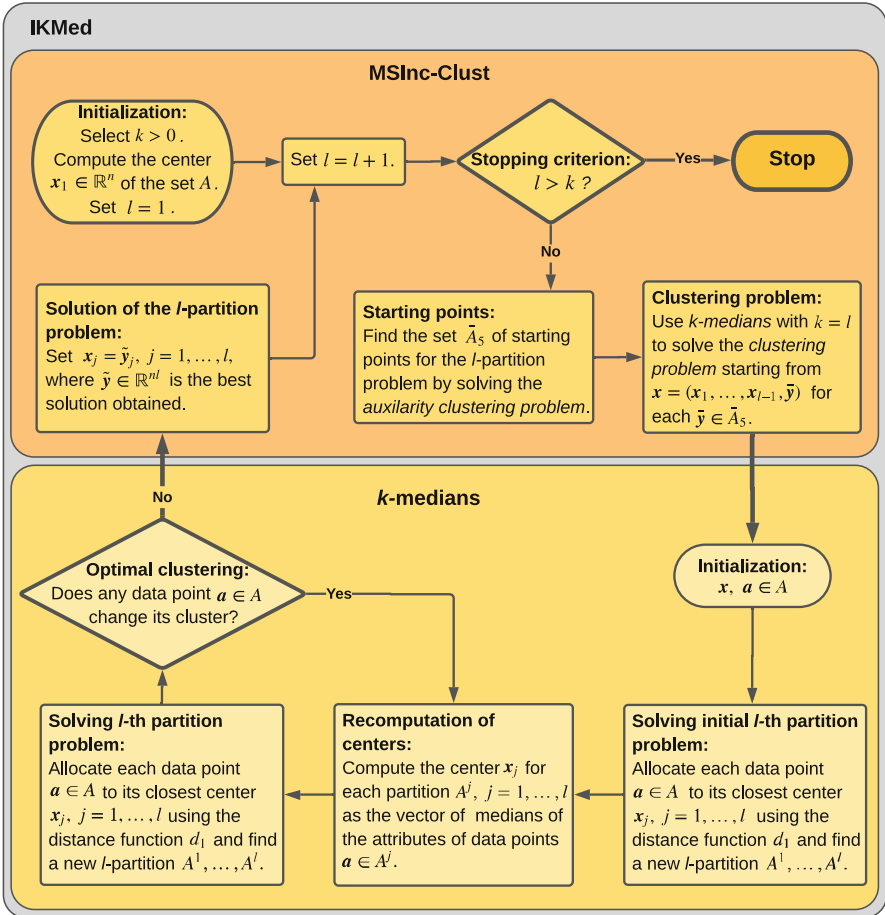 IKMed
MSInc-Clust
Initialization:
Select k > 0 .
Compute the center
x₁ ∈ ℝⁿ of the set A.
Set l = 1 .
Set l = l + 1.
Stopping criterion:
l > k ?
Yes
Stop
No
Solution of the l-partition
problem:
Set x_j = ỹ_j, j = 1, … , l,
where ỹ ∈ ℝⁿˡ is the best
solution obtained.
Starting points:
Find the set Ā₅ of starting
points for the l-partition
problem by solving the
auxilarity clustering problem.
Clustering problem:
Use k-medians with k = l
to solve the clustering
problem starting from
x = (x₁, … , x_{l−1}, ȳ) for
each ȳ ∈ Ā₅.
k-medians
No
Optimal clustering:
Does any data point a ∈ A
change its cluster?
Yes
Initialization:
x, a ∈ A
Solving l-th partition
problem:
Allocate each data point
a ∈ A to its closest center
x_j, j = 1, … , l using the
distance function d₁ and find
a new l-partition A¹, … , Aˡ.
Recomputation of
centers:
Compute the center x_j for
each partition Aʲ, j = 1, … , l
as the vector of medians of
the attributes of data points
a ∈ Aʲ.
Solving initial l-th partition
problem:
Allocate each data point
a ∈ A to its closest center
x_j, j = 1, … , l using the
distance function d₁ and find
a new l-partition A¹, … , Aˡ.